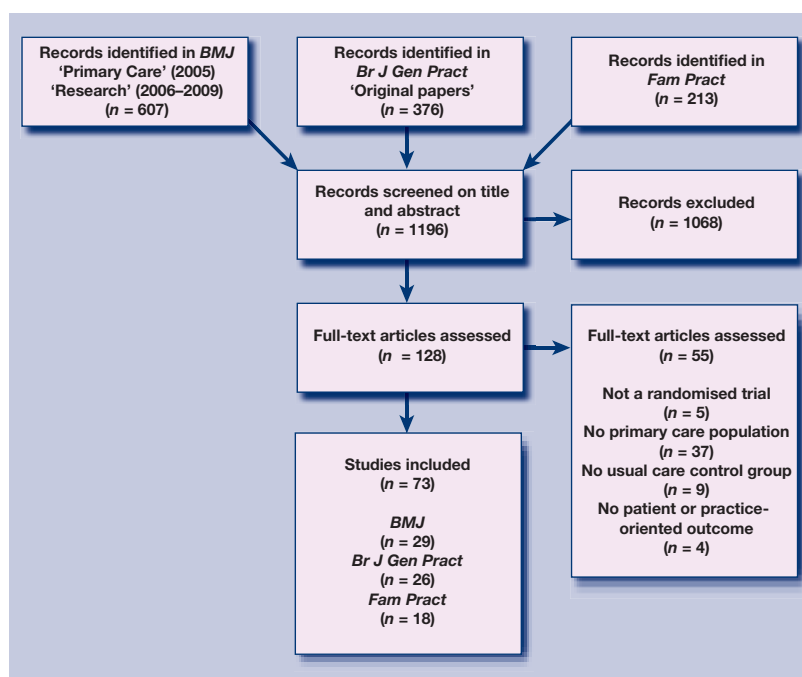 Records identified in BMJ
‘Primary Care’ (2005)
‘Research’ (2006–2009)
(n = 607)
Records identified in
Br J Gen Pract
‘Original papers’
(n = 376)
Records identified in
Fam Pract
(n = 213)
Records screened on title
and abstract
(n = 1196)
Records excluded
(n = 1068)
Full-text articles assessed
(n = 128)
Full-text articles assessed
(n = 55)
Not a randomised trial
(n = 5)
No primary care population
(n = 37)
No usual care control group
(n = 9)
No patient or practice-
oriented outcome
(n = 4)
Studies included
(n = 73)
BMJ
(n = 29)
Br J Gen Pract
(n = 26)
Fam Pract
(n = 18)